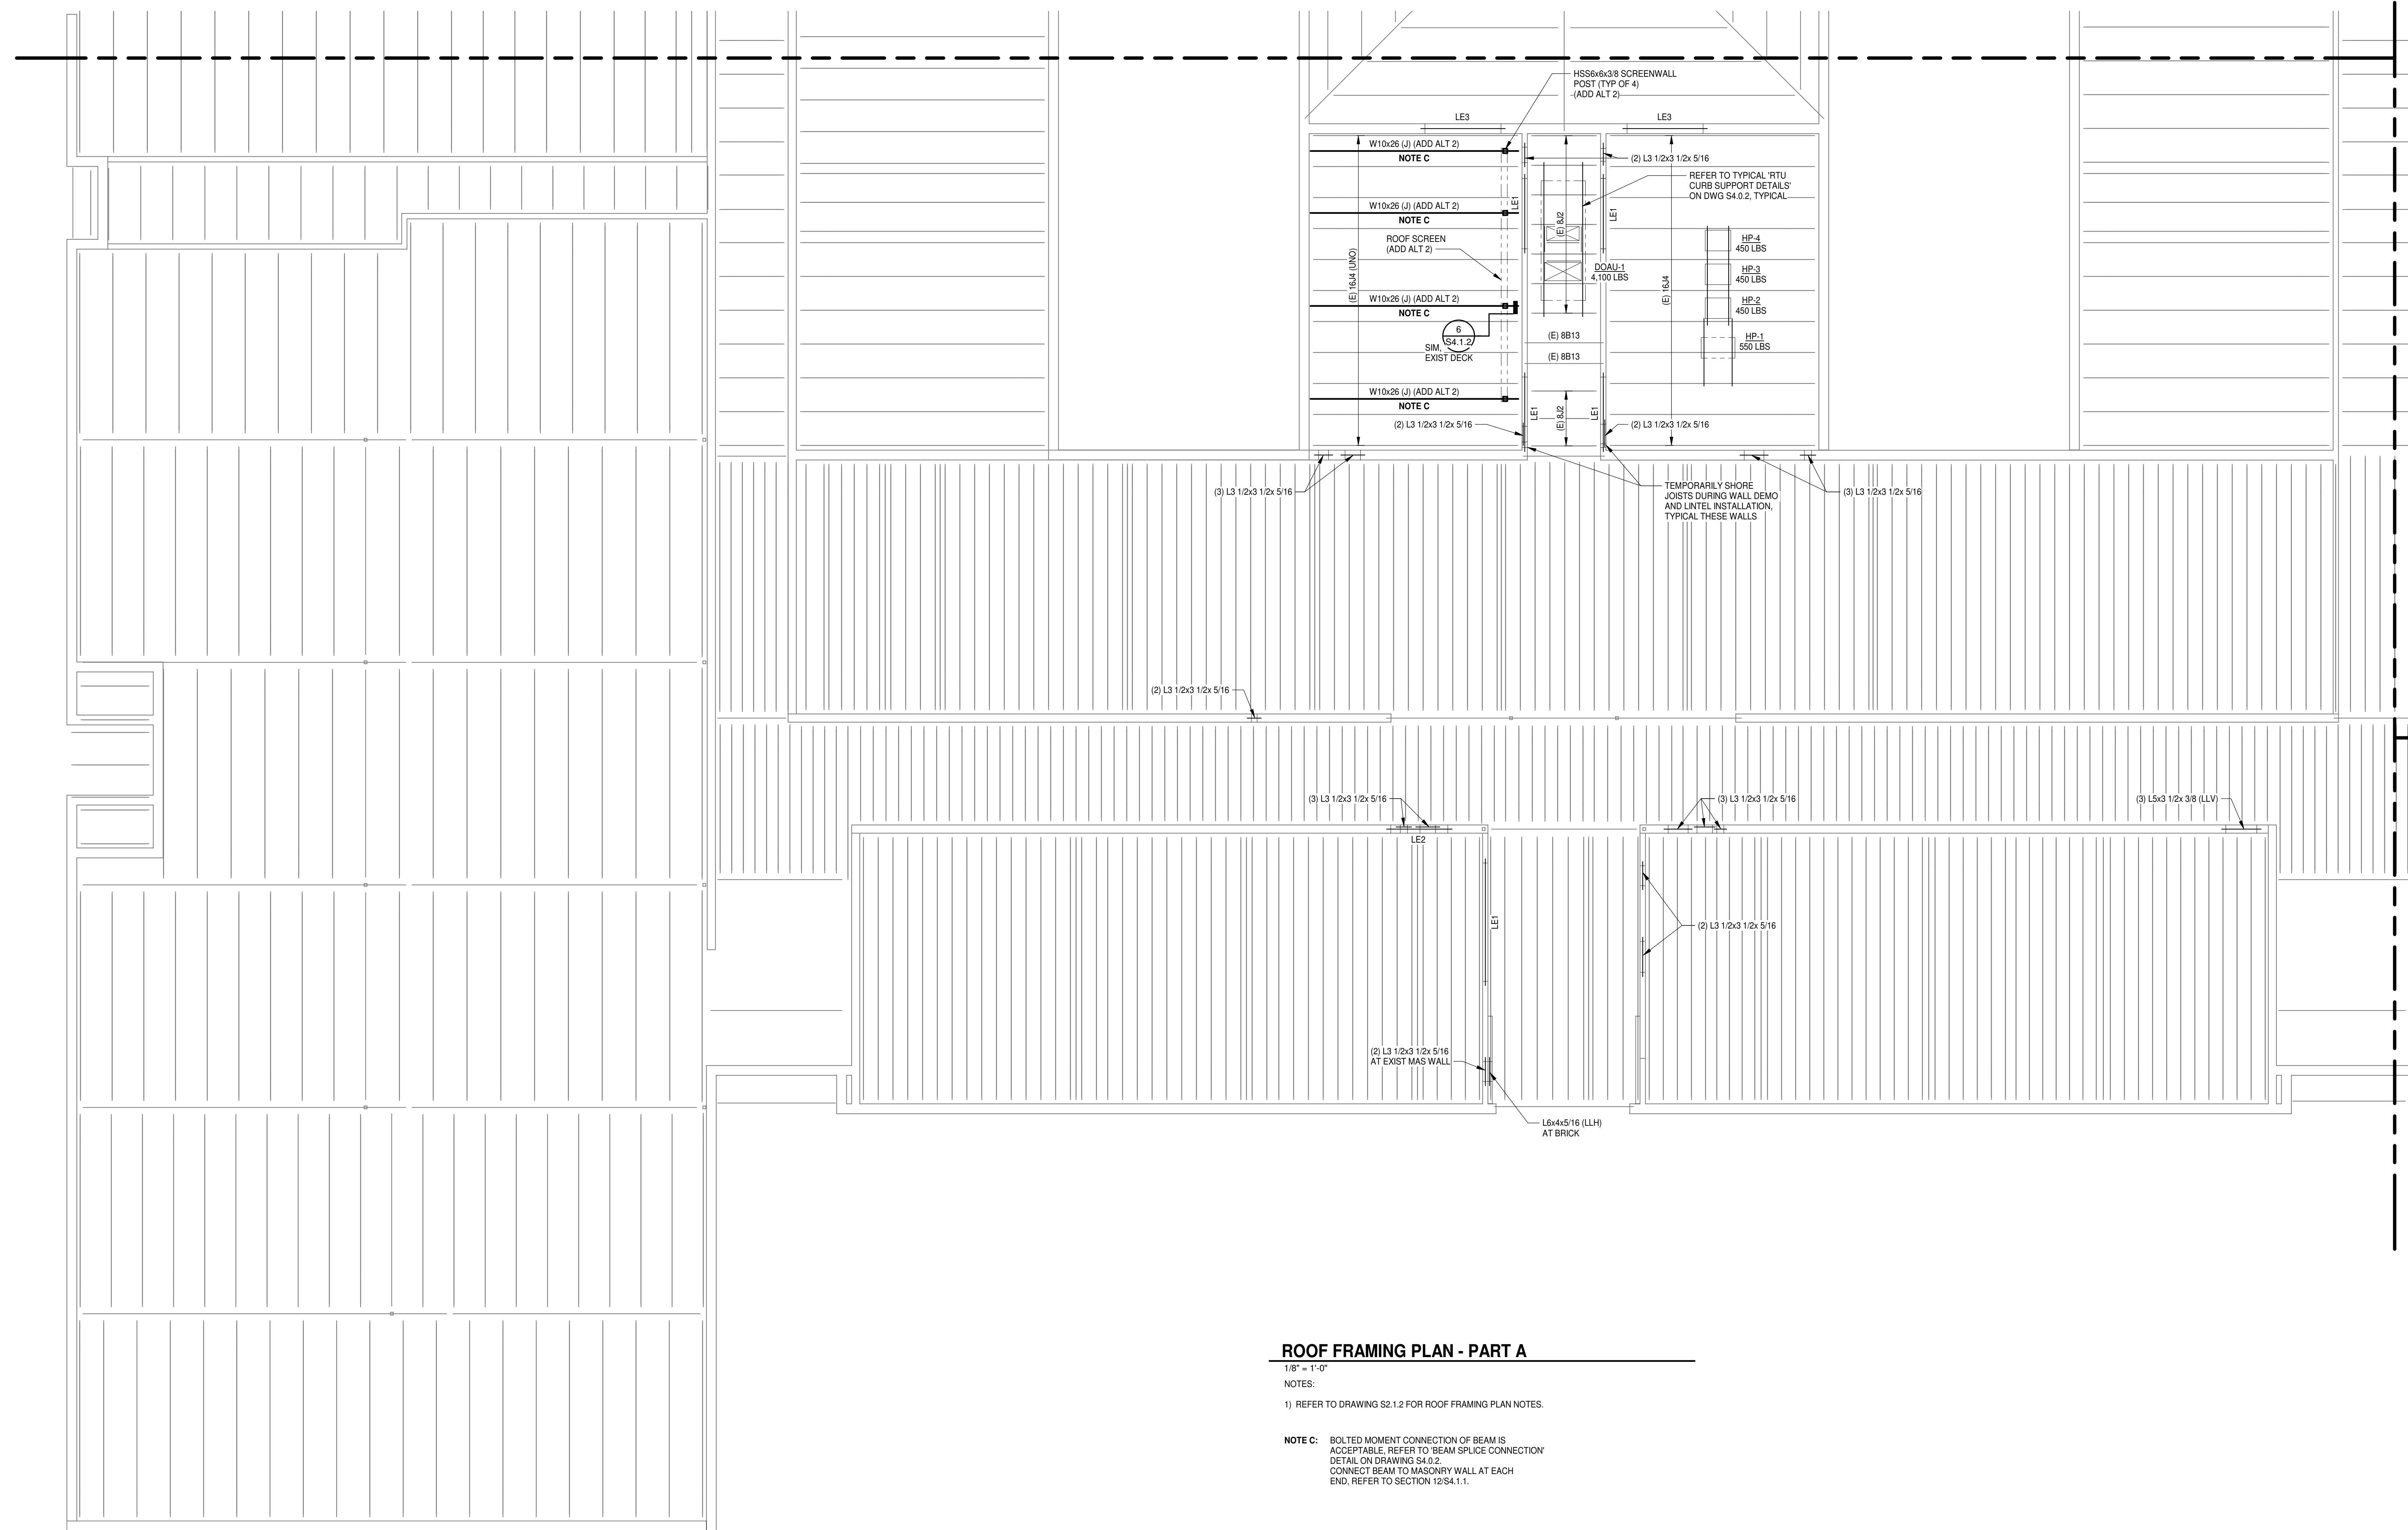 HSS6x6x3/8 SCREENWALL
POST (TYP OF 4)
(ADD ALT 2)
LE3
LE3
W10x26 (J) (ADD ALT 2)
NOTE C
(2) L3 1/2x3 1/2x 5/16
REFER TO TYPICAL 'RTU
CURB SUPPORT DETAILS'
ON DWG S4.0.2, TYPICAL
LE1
LE1
W10x26 (J) (ADD ALT 2)
NOTE C
(E) 8J2
ROOF SCREEN
(ADD ALT 2)
HP-4
450 LBS
(E) 16J4 (UNO)
DOAU-1
4,100 LBS
(E) 16J4
HP-3
450 LBS
W10x26 (J) (ADD ALT 2)
NOTE C
HP-2
450 LBS
6
S4.1.2
SIM,
EXIST DECK
(E) 8B13
(E) 8B13
HP-1
550 LBS
W10x26 (J) (ADD ALT 2)
NOTE C
LE1
(E) 8J2
LE1
(2) L3 1/2x3 1/2x 5/16
(2) L3 1/2x3 1/2x 5/16
(3) L3 1/2x3 1/2x 5/16
TEMPORARILY SHORE
JOISTS DURING WALL DEMO
AND LINTEL INSTALLATION,
TYPICAL THESE WALLS
(3) L3 1/2x3 1/2x 5/16
(2) L3 1/2x3 1/2x 5/16
(3) L3 1/2x3 1/2x 5/16
(3) L3 1/2x3 1/2x 5/16
(3) L5x3 1/2x 3/8 (LLV)
LE2
LE1
(2) L3 1/2x3 1/2x 5/16
(2) L3 1/2x3 1/2x 5/16
AT EXIST MAS WALL
L6x4x5/16 (LLH)
AT BRICK
ROOF FRAMING PLAN - PART A
1/8" = 1'-0"
NOTES:
1) REFER TO DRAWING S2.1.2 FOR ROOF FRAMING PLAN NOTES.
NOTE C: BOLTED MOMENT CONNECTION OF BEAM IS
ACCEPTABLE, REFER TO 'BEAM SPLICE CONNECTION'
DETAIL ON DRAWING S4.0.2.
CONNECT BEAM TO MASONRY WALL AT EACH
END, REFER TO SECTION 12/S4.1.1.